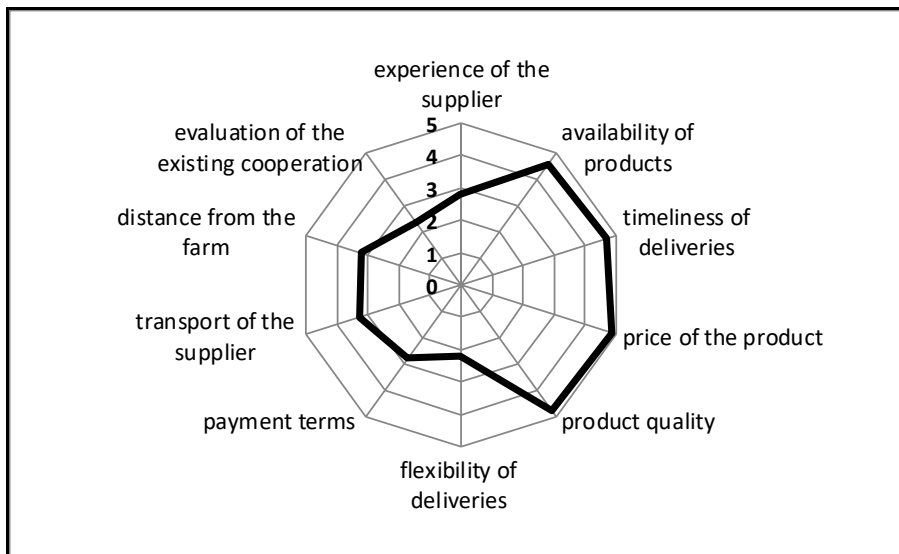 experience of the
supplier
availability of
products
timeliness of
deliveries
price of the product
product quality
flexibility of
deliveries
payment terms
transport of the
supplier
distance from the
farm
evaluation of the
existing cooperation
5
4
3
2
1
0